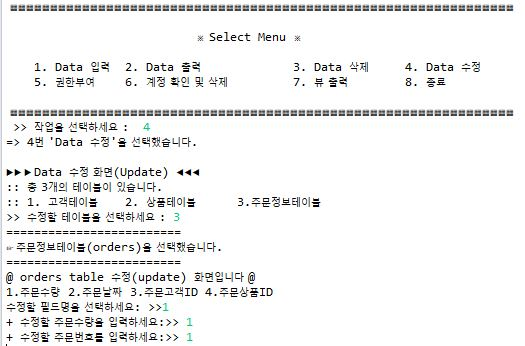 ======================================================================
※ Select Menu ※
1. Data 입력 2. Data 출력 3. Data 삭제 4. Data 수정
5. 권한부여 6. 계정 확인 및 삭제 7. 뷰 출력 8. 종료
======================================================================
>> 작업을 선택하세요 : 4
=> 4번 'Data 수정'을 선택했습니다.
▶▶▶Data 수정 화면(Update) ◀◀◀
:: 총 3개의 테이블이 있습니다.
:: 1. 고객테이블 2. 상품테이블 3.주문정보테이블
>> 수정할 테이블을 선택하세요 : 3
=========================
☞주문정보테이블(orders)을 선택했습니다.
=========================
@ orders table 수정(update) 화면입니다@
1.주문수량 2.주문날짜 3.주문고객ID 4.주문상품ID
수정할 필드명을 선택하세요: >>1
+ 수정할 주문수량을 입력하세요:>> 1
+ 수정할 주문번호를 입력하세요:>> 1